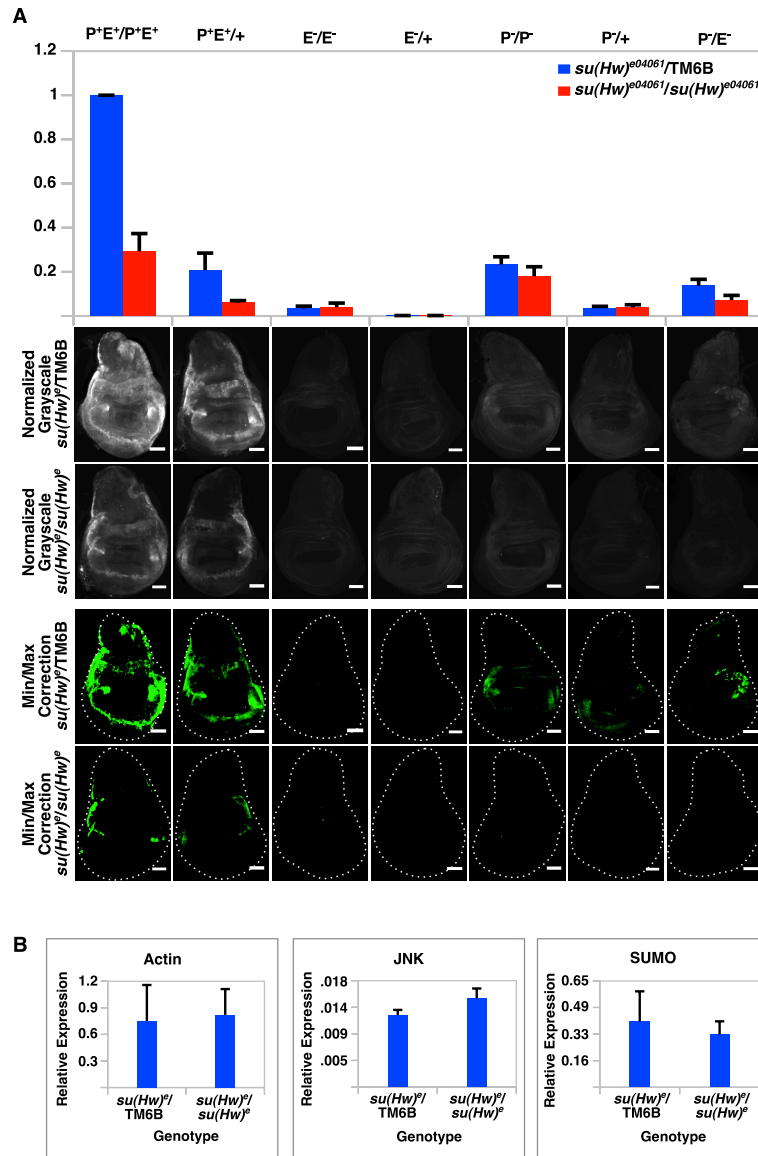 A
P⁺E⁺/P⁺E⁺ P⁺E⁺/+ E⁻/E⁻ E⁻/+ P⁻/P⁻ P⁻/+ P⁻/E⁻
1.2
1
0.8
0.6
0.4
0.2
su(Hw)ᵉ⁰⁴⁰⁶¹/TM6B
su(Hw)ᵉ⁰⁴⁰⁶¹/su(Hw)ᵉ⁰⁴⁰⁶¹
Normalized
Grayscale
su(Hw)ᵉ/TM6B
Normalized
Grayscale
su(Hw)ᵉ/su(Hw)ᵉ
Min/Max
Correction
su(Hw)ᵉ/TM6B
Min/Max
Correction
su(Hw)ᵉ/su(Hw)ᵉ
B
Actin
Relative Expression
1.2
0.9
0.6
0.3
su(Hw)ᵉ/
TM6B
su(Hw)ᵉ/
su(Hw)ᵉ
Genotype
JNK
Relative Expression
.018
.014
.009
.005
su(Hw)ᵉ/
TM6B
su(Hw)ᵉ/
su(Hw)ᵉ
Genotype
SUMO
Relative Expression
0.65
0.49
0.33
0.16
su(Hw)ᵉ/
TM6B
su(Hw)ᵉ/
su(Hw)ᵉ
Genotype